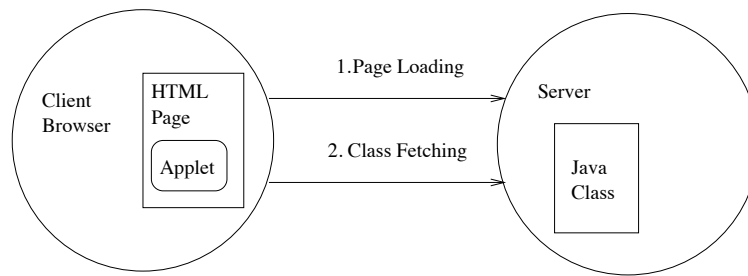 Client
Browser
HTML
Page
Applet
1.Page Loading
2. Class Fetching
Server
Java
Class